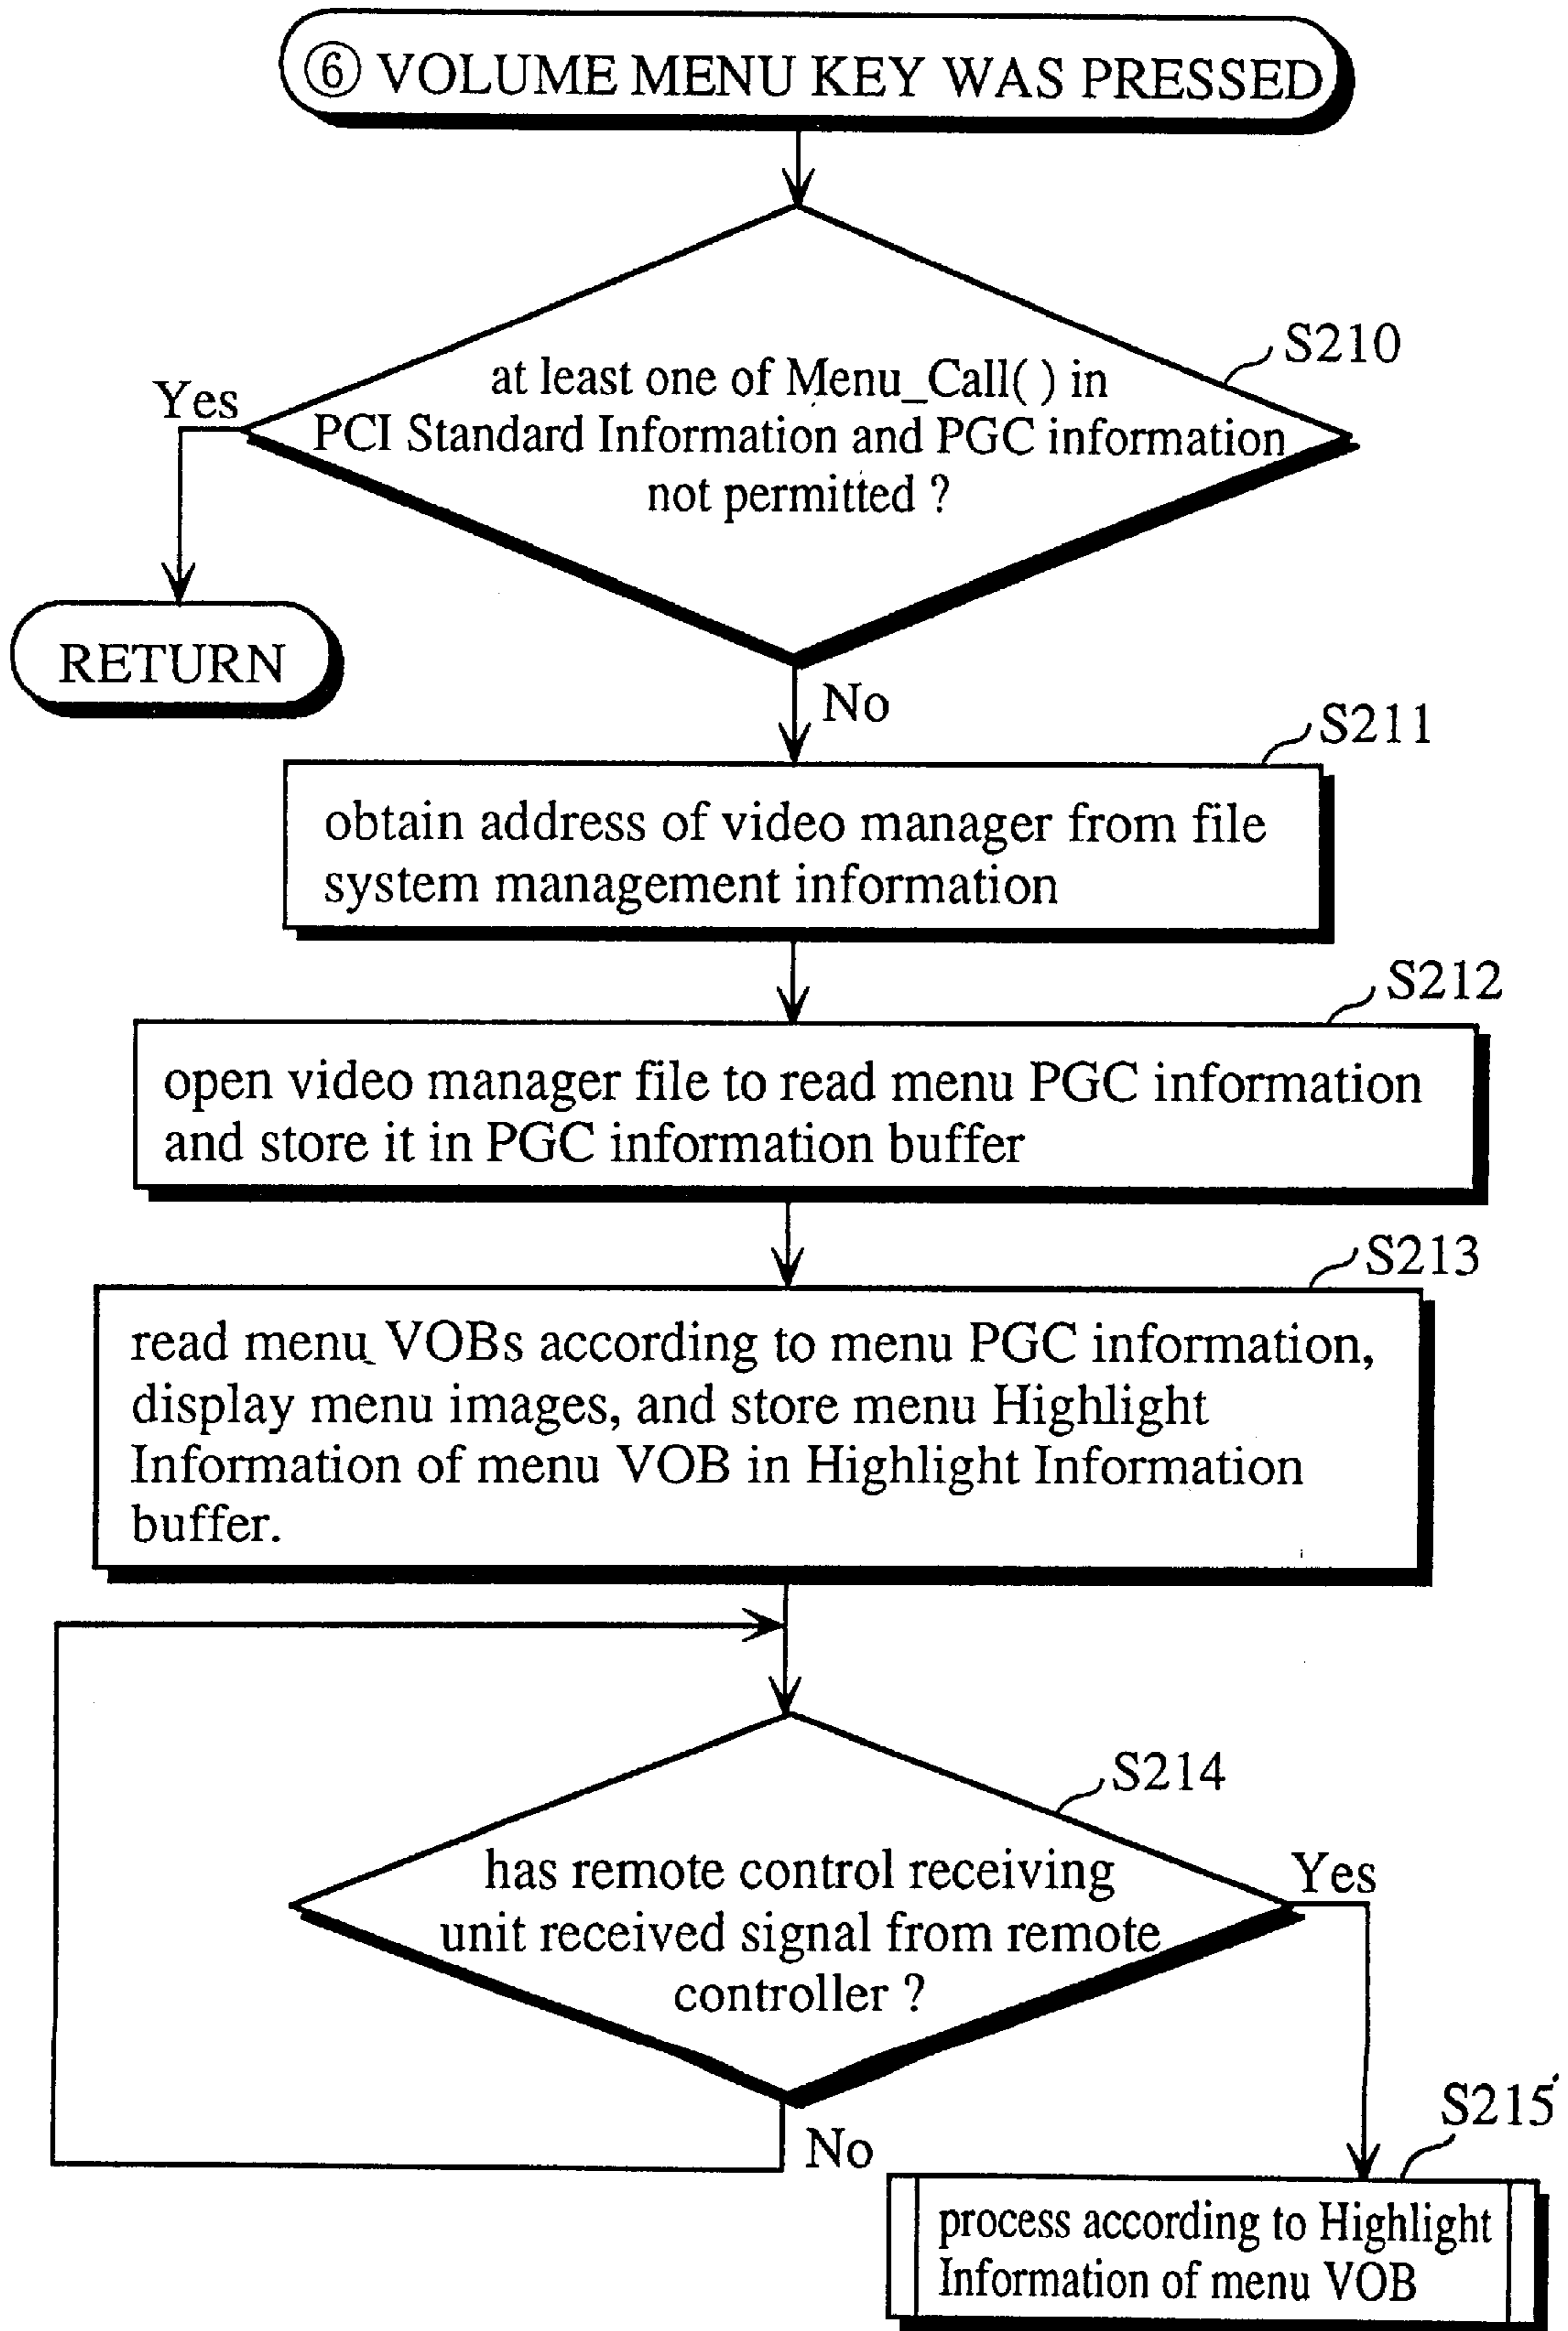 ⑥ VOLUME MENU KEY WAS PRESSED
S210
at least one of Menu_Call( ) in
PCI Standard Information and PGC information
not permitted ?
Yes
RETURN
No
S211
obtain address of video manager from file
system management information
S212
open video manager file to read menu PGC information
and store it in PGC information buffer
S213
read menu VOBs according to menu PGC information,
display menu images, and store menu Highlight
Information of menu VOB in Highlight Information
buffer.
S214
has remote control receiving
unit received signal from remote
controller ?
Yes
No
S215
process according to Highlight
Information of menu VOB